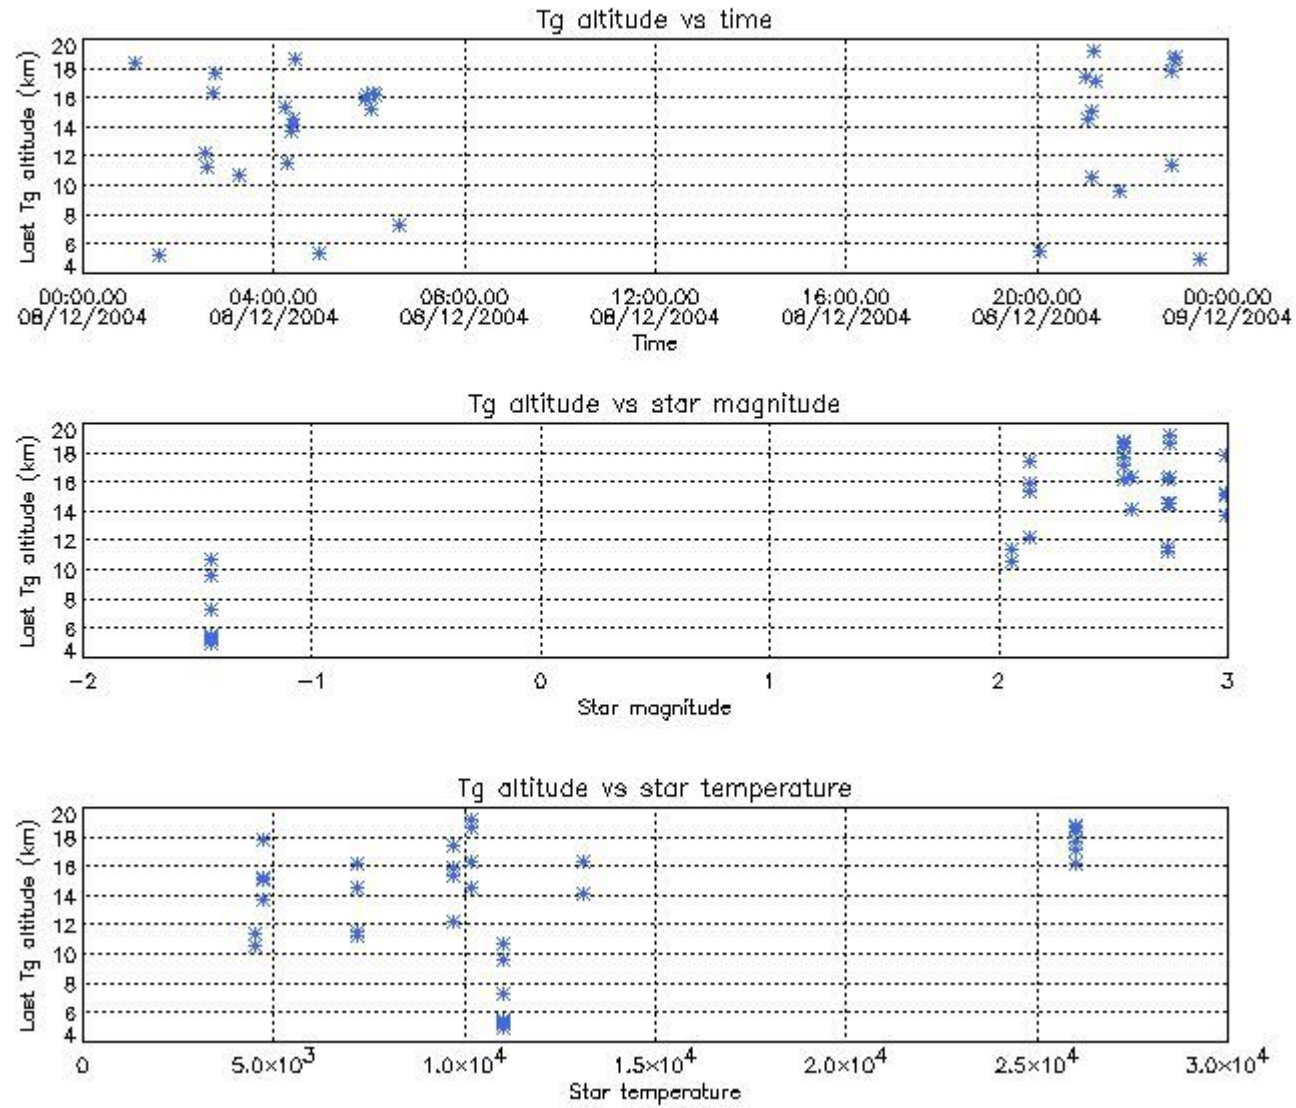 Tg altitude vs time
Last Tg altitude (km)
20
18
16
14
12
10
8
6
4
00:00.00 04:00.00 08:00.00 12:00.00 16:00.00 20:00.00 00:00.00
08/12/2004 08/12/2004 08/12/2004 08/12/2004 08/12/2004 08/12/2004 09/12/2004
Time
Tg altitude vs star magnitude
Last Tg altitude (km)
20
18
16
14
12
10
8
6
4
-2 -1 0 1 2 3
Star magnitude
Tg altitude vs star temperature
Last Tg altitude (km)
20
18
16
14
12
10
8
6
4
0 5.0×10³ 1.0×10⁴ 1.5×10⁴ 2.0×10⁴ 2.5×10⁴ 3.0×10⁴
Star temperature